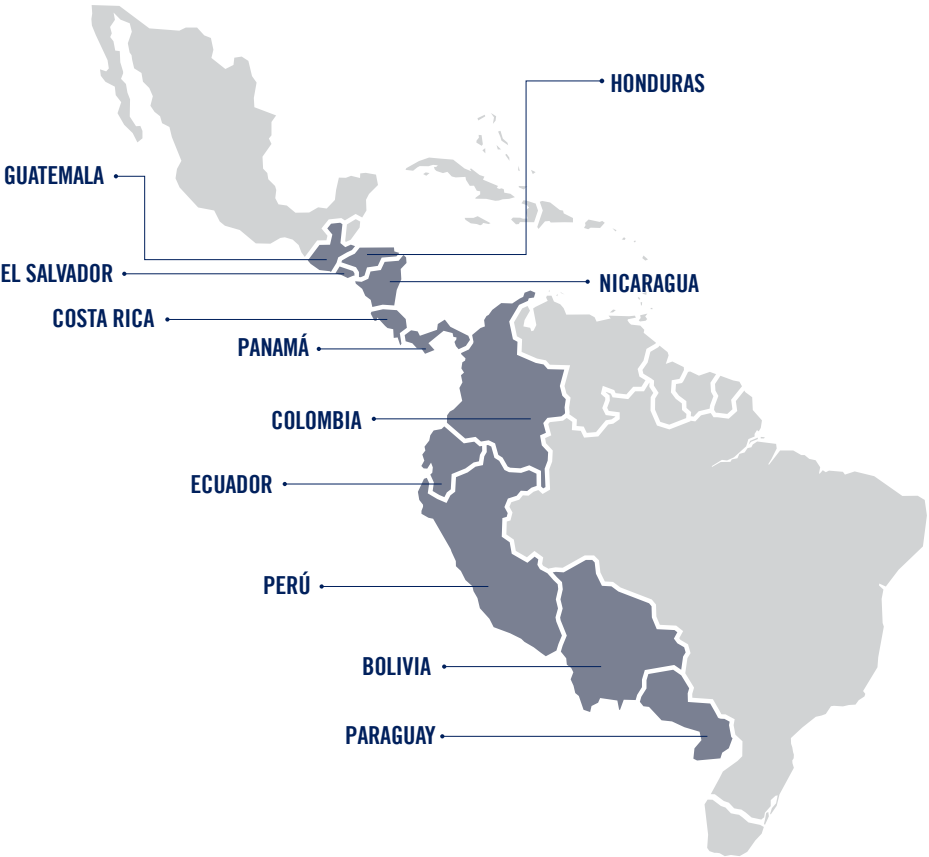 HONDURAS
GUATEMALA
EL SALVADOR
NICARAGUA
COSTA RICA
PANAMÁ
COLOMBIA
ECUADOR
PERÚ
BOLIVIA
PARAGUAY